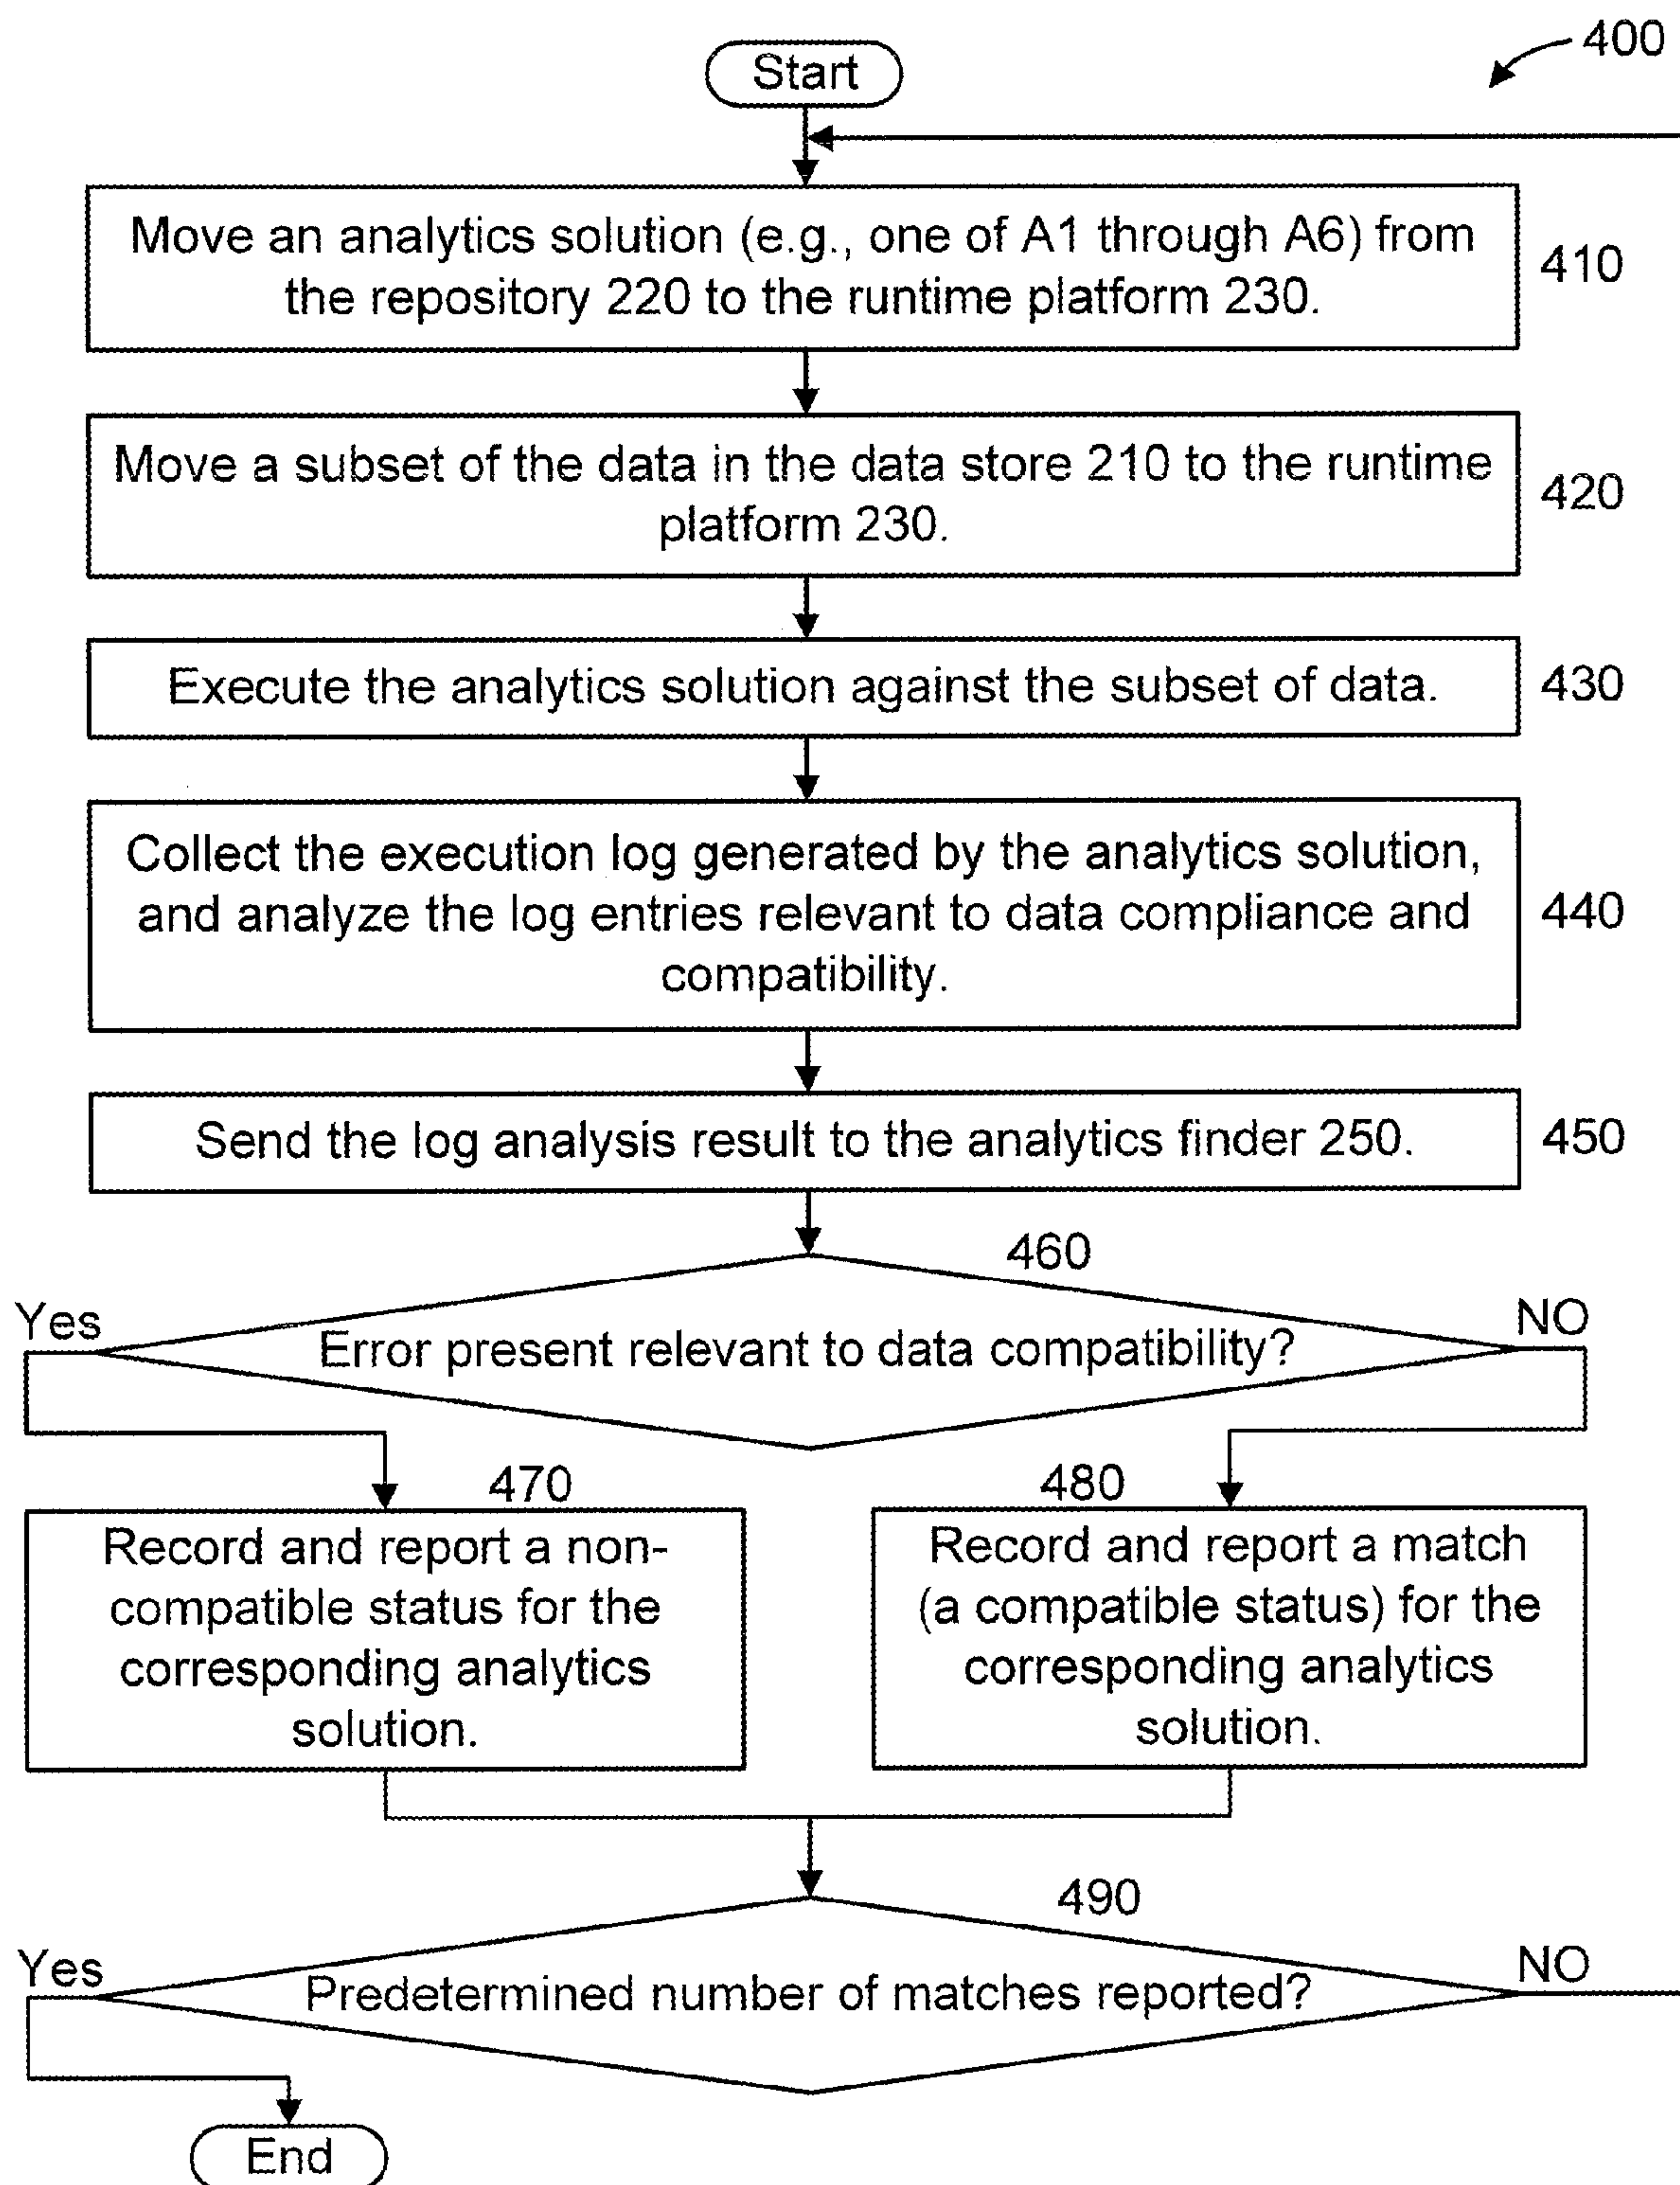 400
Start
Move an analytics solution (e.g., one of A1 through A6) from
the repository 220 to the runtime platform 230.
410
Move a subset of the data in the data store 210 to the runtime
platform 230.
420
Execute the analytics solution against the subset of data.
430
Collect the execution log generated by the analytics solution,
and analyze the log entries relevant to data compliance and
compatibility.
440
Send the log analysis result to the analytics finder 250.
450
460
Yes
Error present relevant to data compatibility?
NO
470
Record and report a non-
compatible status for the
corresponding analytics
solution.
480
Record and report a match
(a compatible status) for the
corresponding analytics
solution.
490
Yes
Predetermined number of matches reported?
NO
End